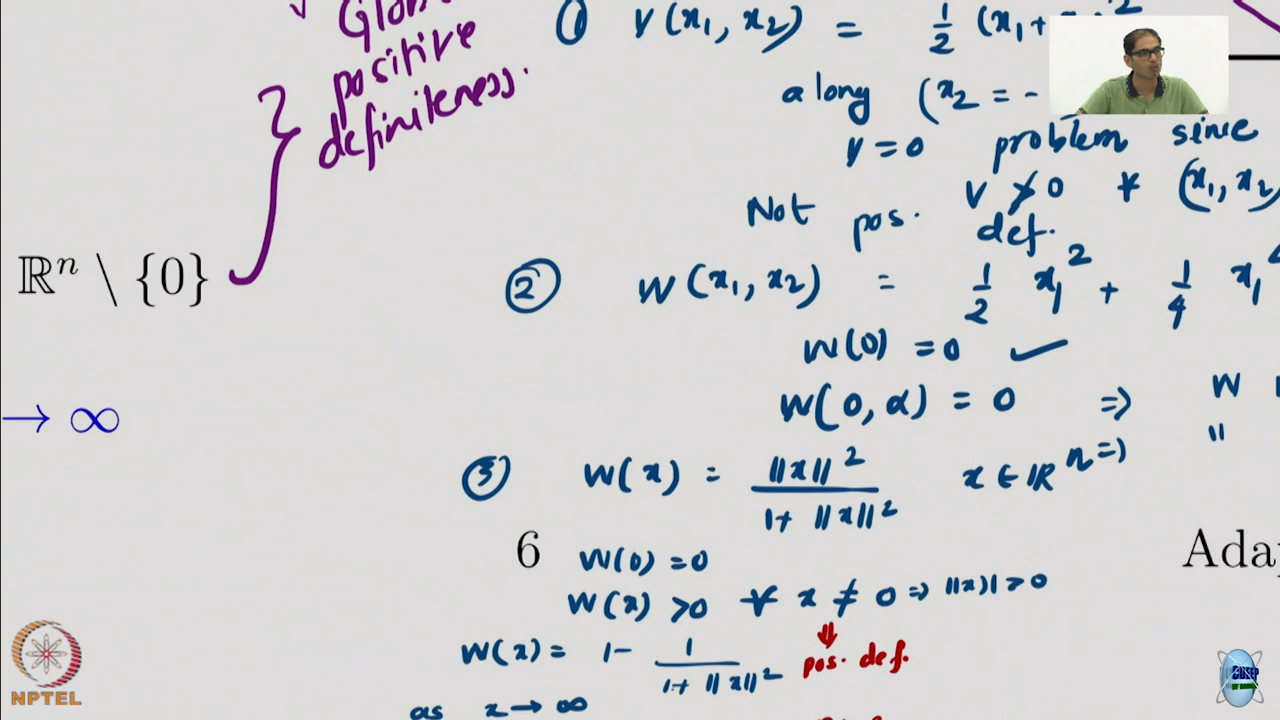 Global
positive
definiteness.
ℝⁿ \ {0}
→ ∞
① V(x₁, x₂) = ½ (x₁ +
along (x₂ = -
V = 0 problem since
V ≯ 0 ∀ (x₁, x₂)
Not pos. def.
② W(x₁, x₂) = ½ x₁² + ¼ x₁⁴
W(0) = 0 ✓
W(0, α) = 0 ⇒ W
"
③ W(x) = ||x||² / (1 + ||x||²) x ∈ ℝⁿ ⇒
6
Ada
W(0) = 0
W(x) > 0 ∀ x ≠ 0 ⇒ ||x|| > 0
W(x) = 1 - 1 / (1 + ||x||²)
⇓
pos. def.
as x → ∞
NPTEL